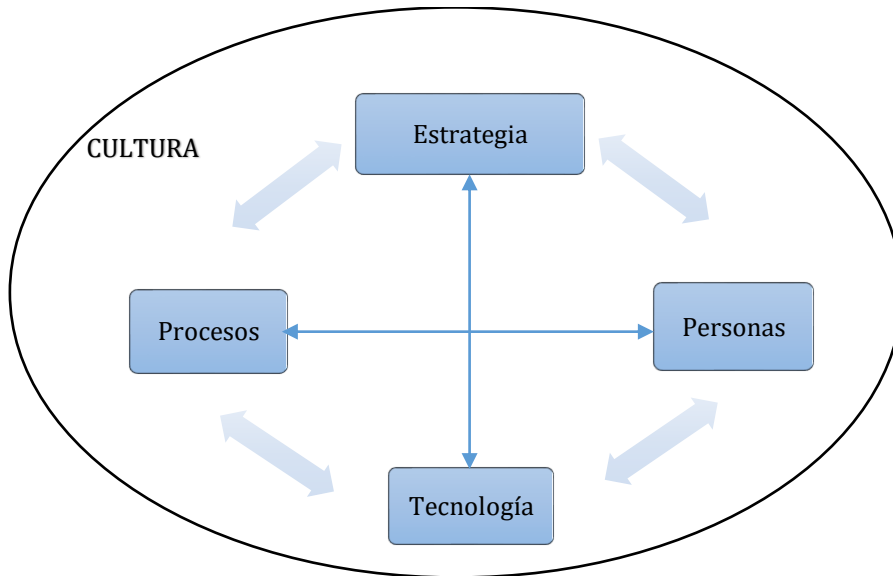 Estrategia
CULTURA
Procesos
Personas
Tecnología